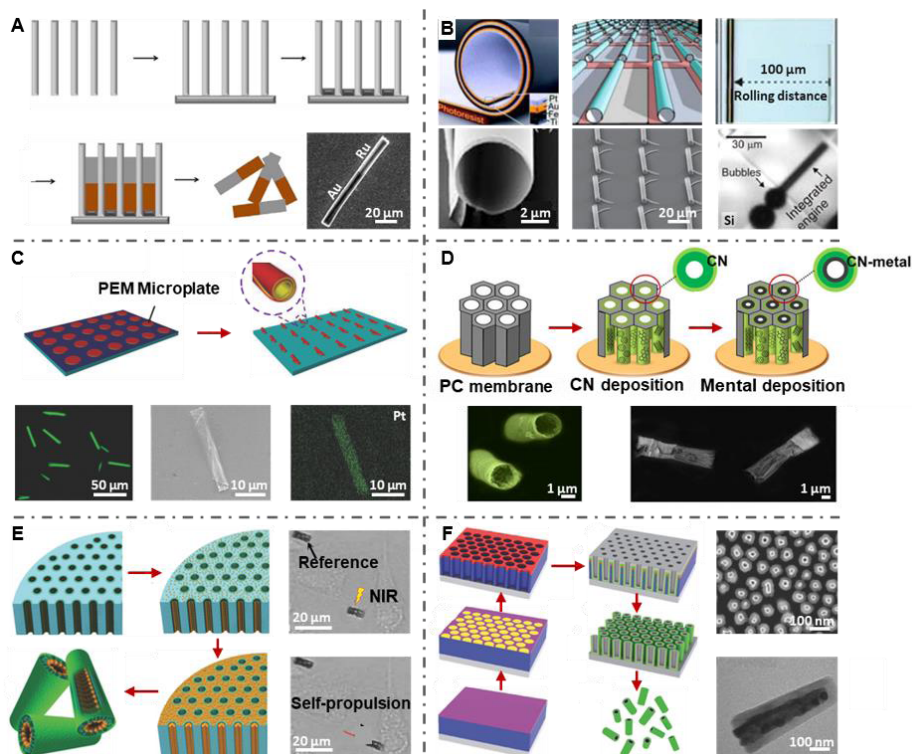 A
Ru
Au
20 μm
B
Pt
Au
Fe
Ti
Photoresist
100 μm
Rolling distance
2 μm
20 μm
30 μm
Bubbles
Integrated
engine
Si
C
PEM Microplate
50 μm
10 μm
Pt
10 μm
D
CN
CN-metal
PC membrane
CN deposition
Mental deposition
1 μm
1 μm
E
Reference
NIR
20 μm
Self-propulsion
20 μm
F
100 nm
100 nm